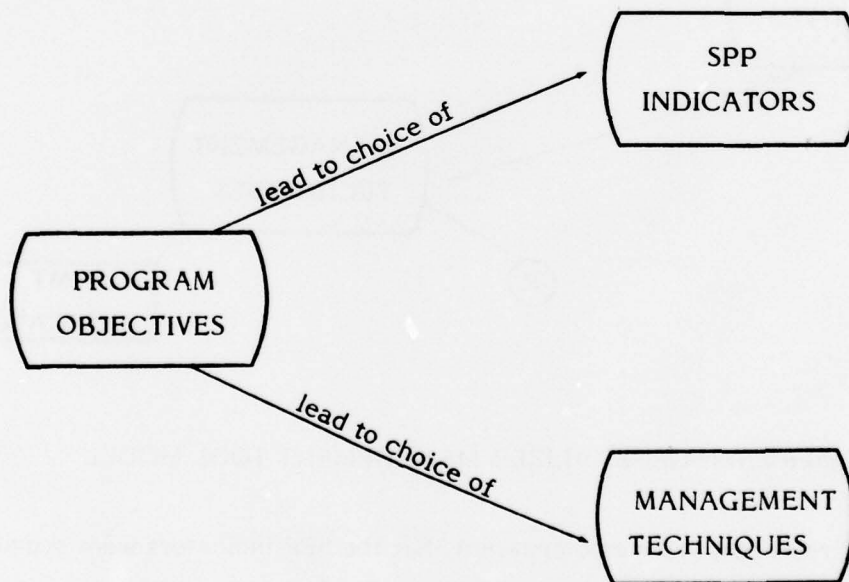 SPP
INDICATORS
lead to choice of
PROGRAM
OBJECTIVES
lead to choice of
MANAGEMENT
TECHNIQUES